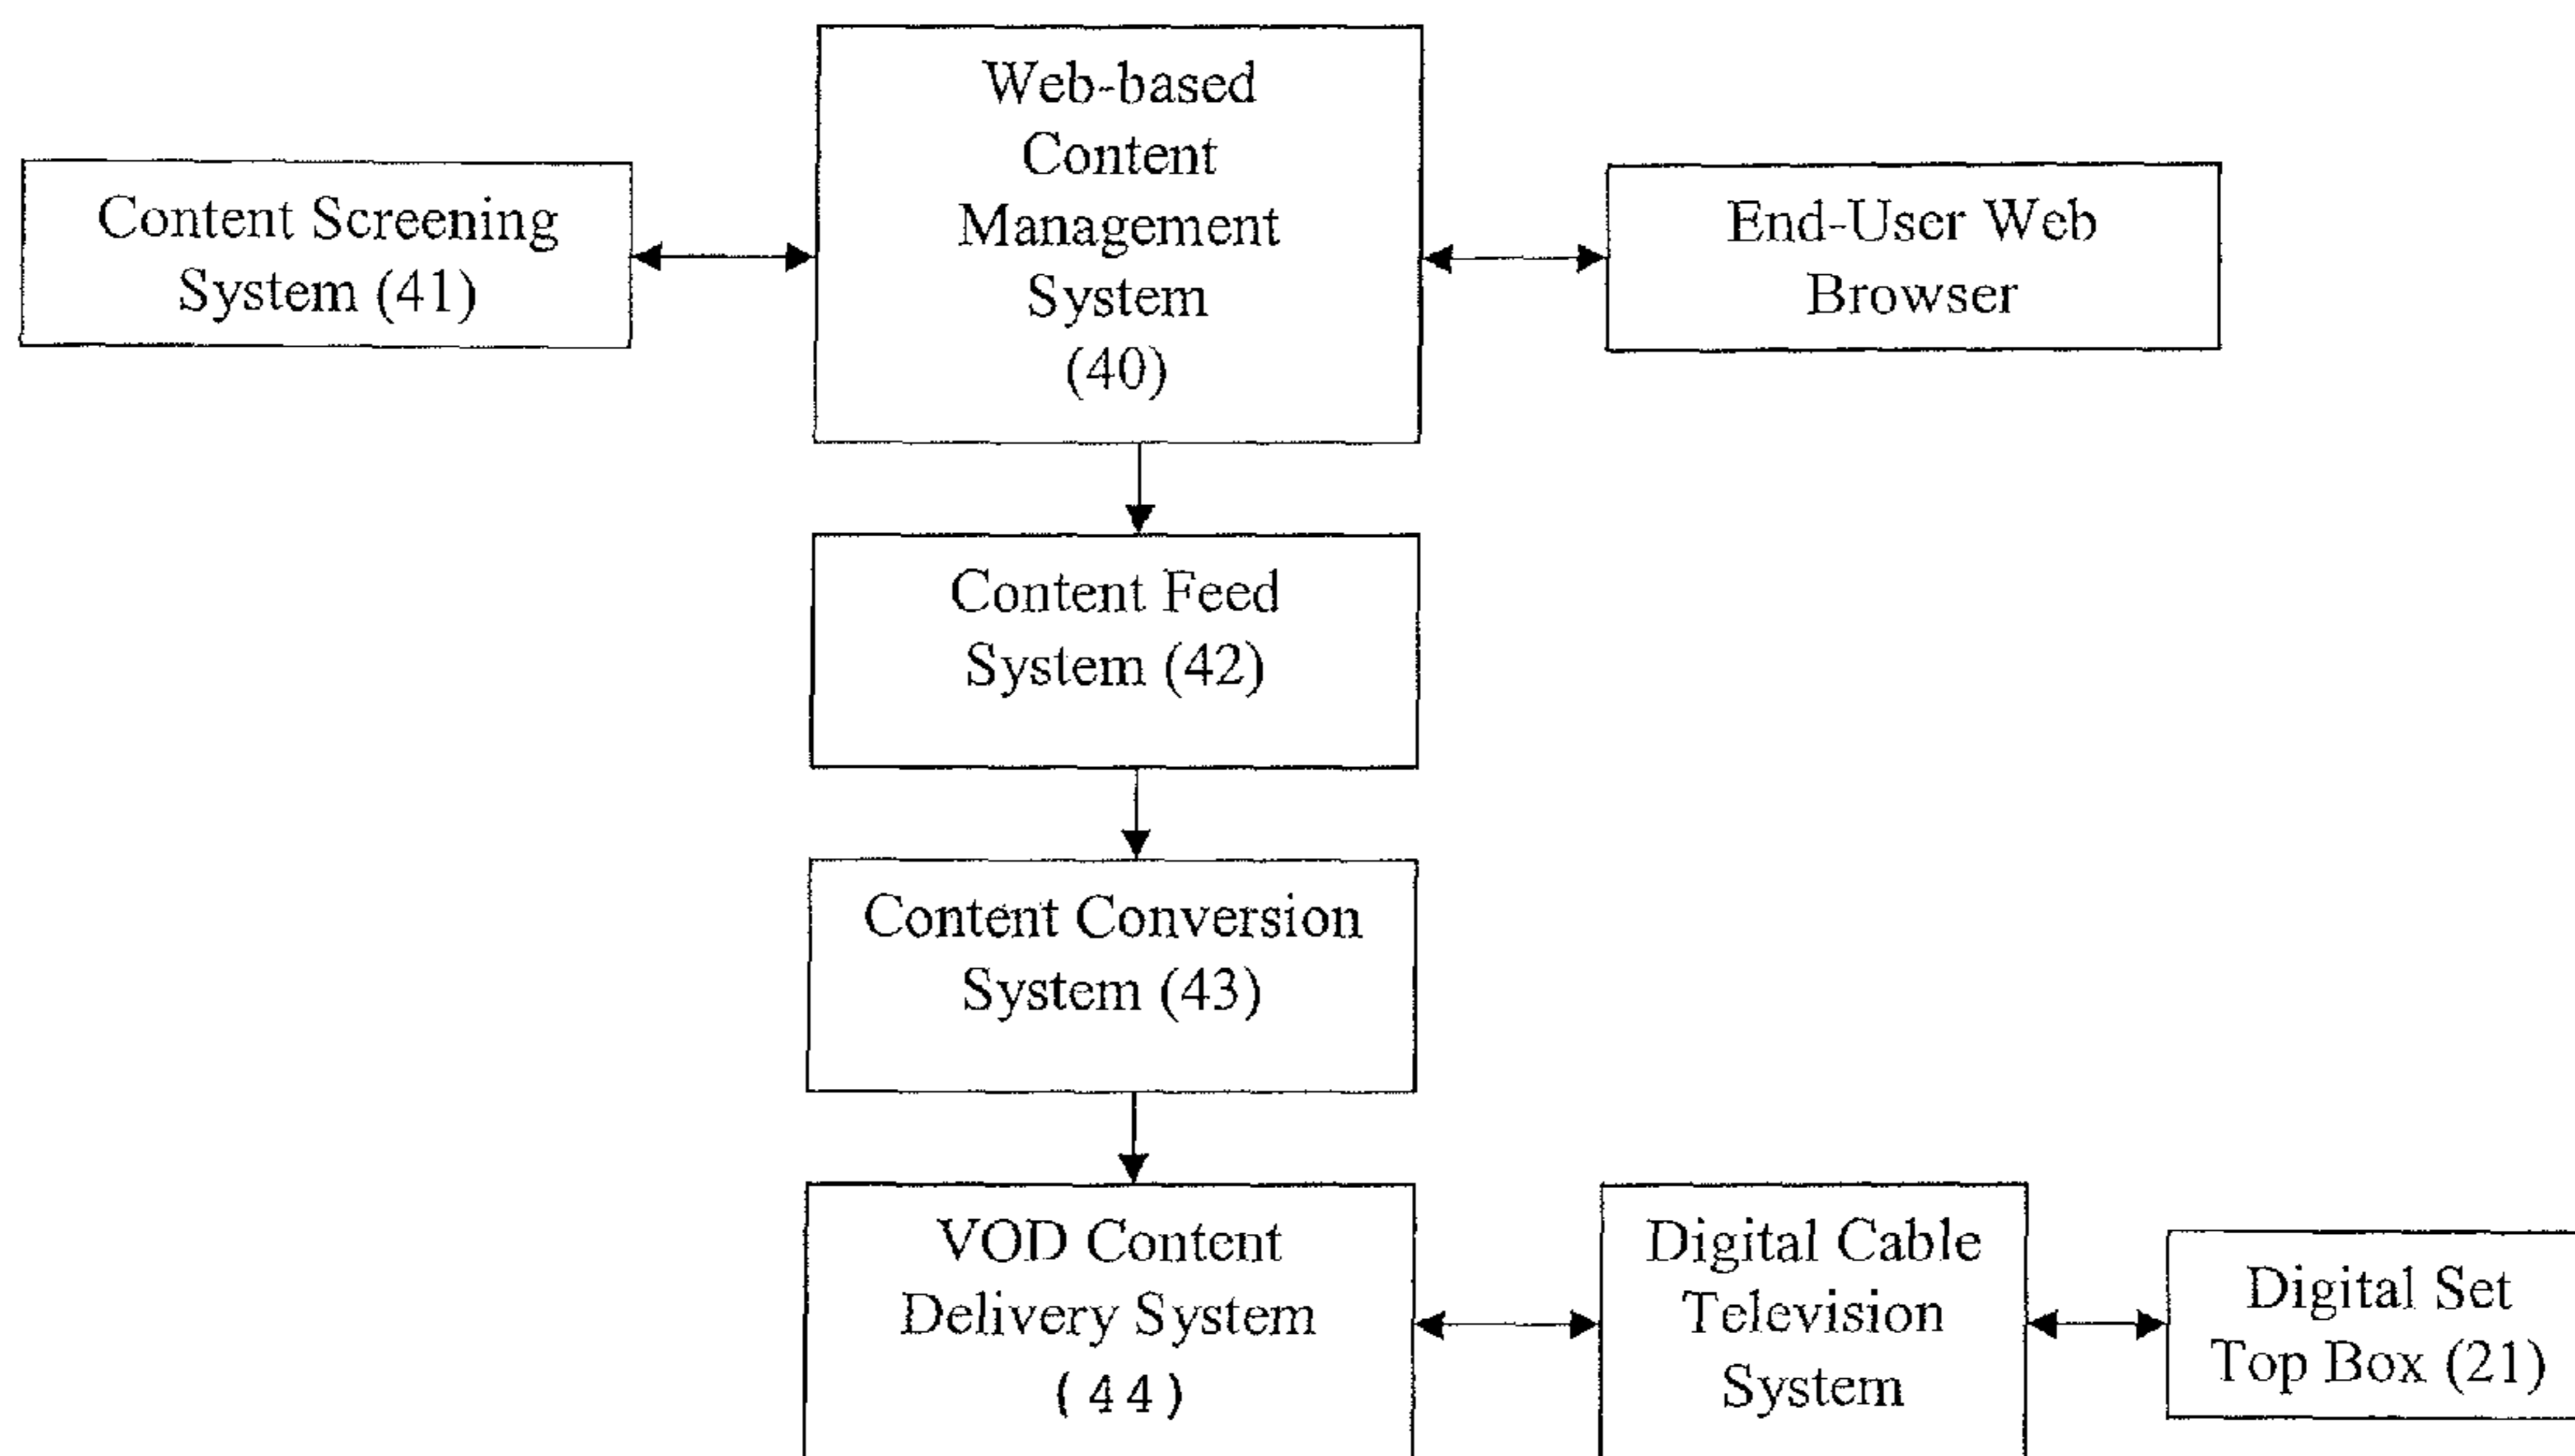 Web-based
Content
Management
System
(40)
Content Screening
System (41)
End-User Web
Browser
Content Feed
System (42)
Content Conversion
System (43)
VOD Content
Delivery System
(44)
Digital Cable
Television
System
Digital Set
Top Box (21)